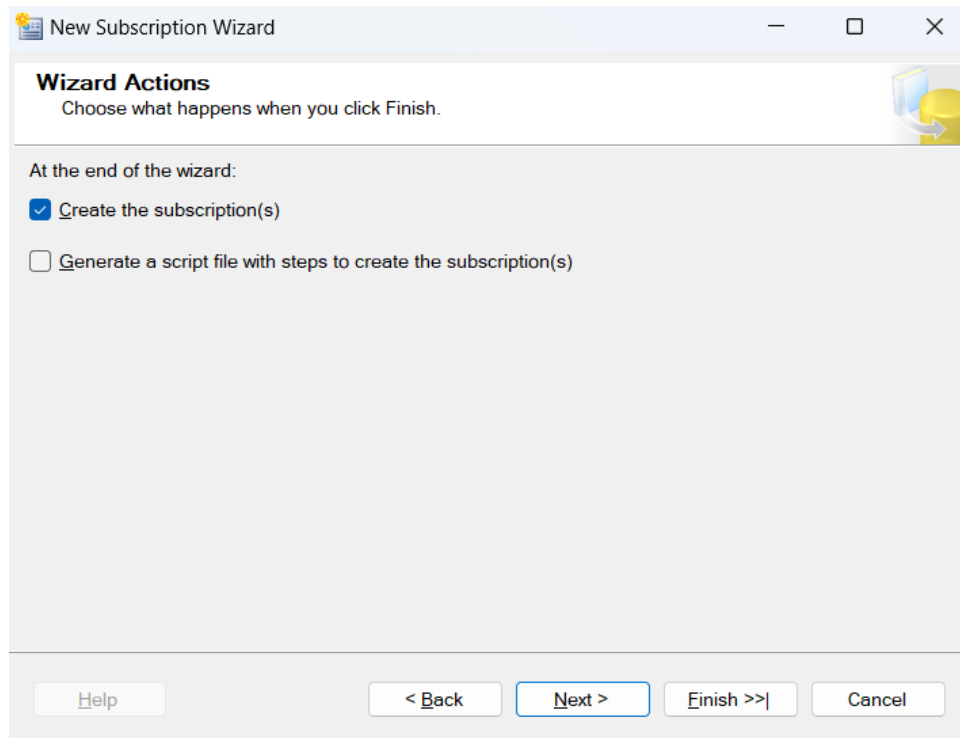 New Subscription Wizard
Wizard Actions
Choose what happens when you click Finish.
At the end of the wizard:
Create the subscription(s)
Generate a script file with steps to create the subscription(s)
Help
< Back
Next >
Finish >>|
Cancel